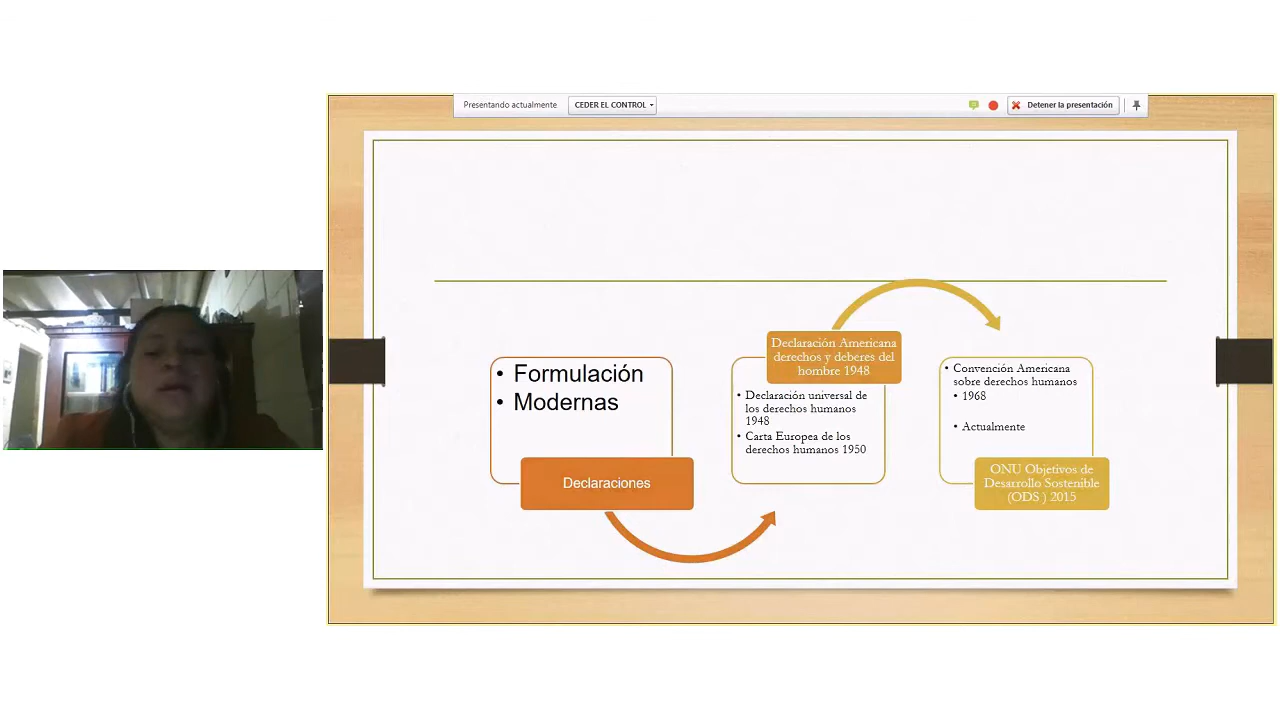 Presentando actualmente
CEDER EL CONTROL
Detener la presentación
• Formulación
• Modernas
Declaraciones
Declaración Americana
derechos y deberes del
hombre 1948
• Declaración universal de
los derechos humanos
1948
• Carta Europea de los
derechos humanos 1950
• Convención Americana
sobre derechos humanos
• 1968
• Actualmente
ONU Objetivos de
Desarrollo Sostenible
(ODS ) 2015